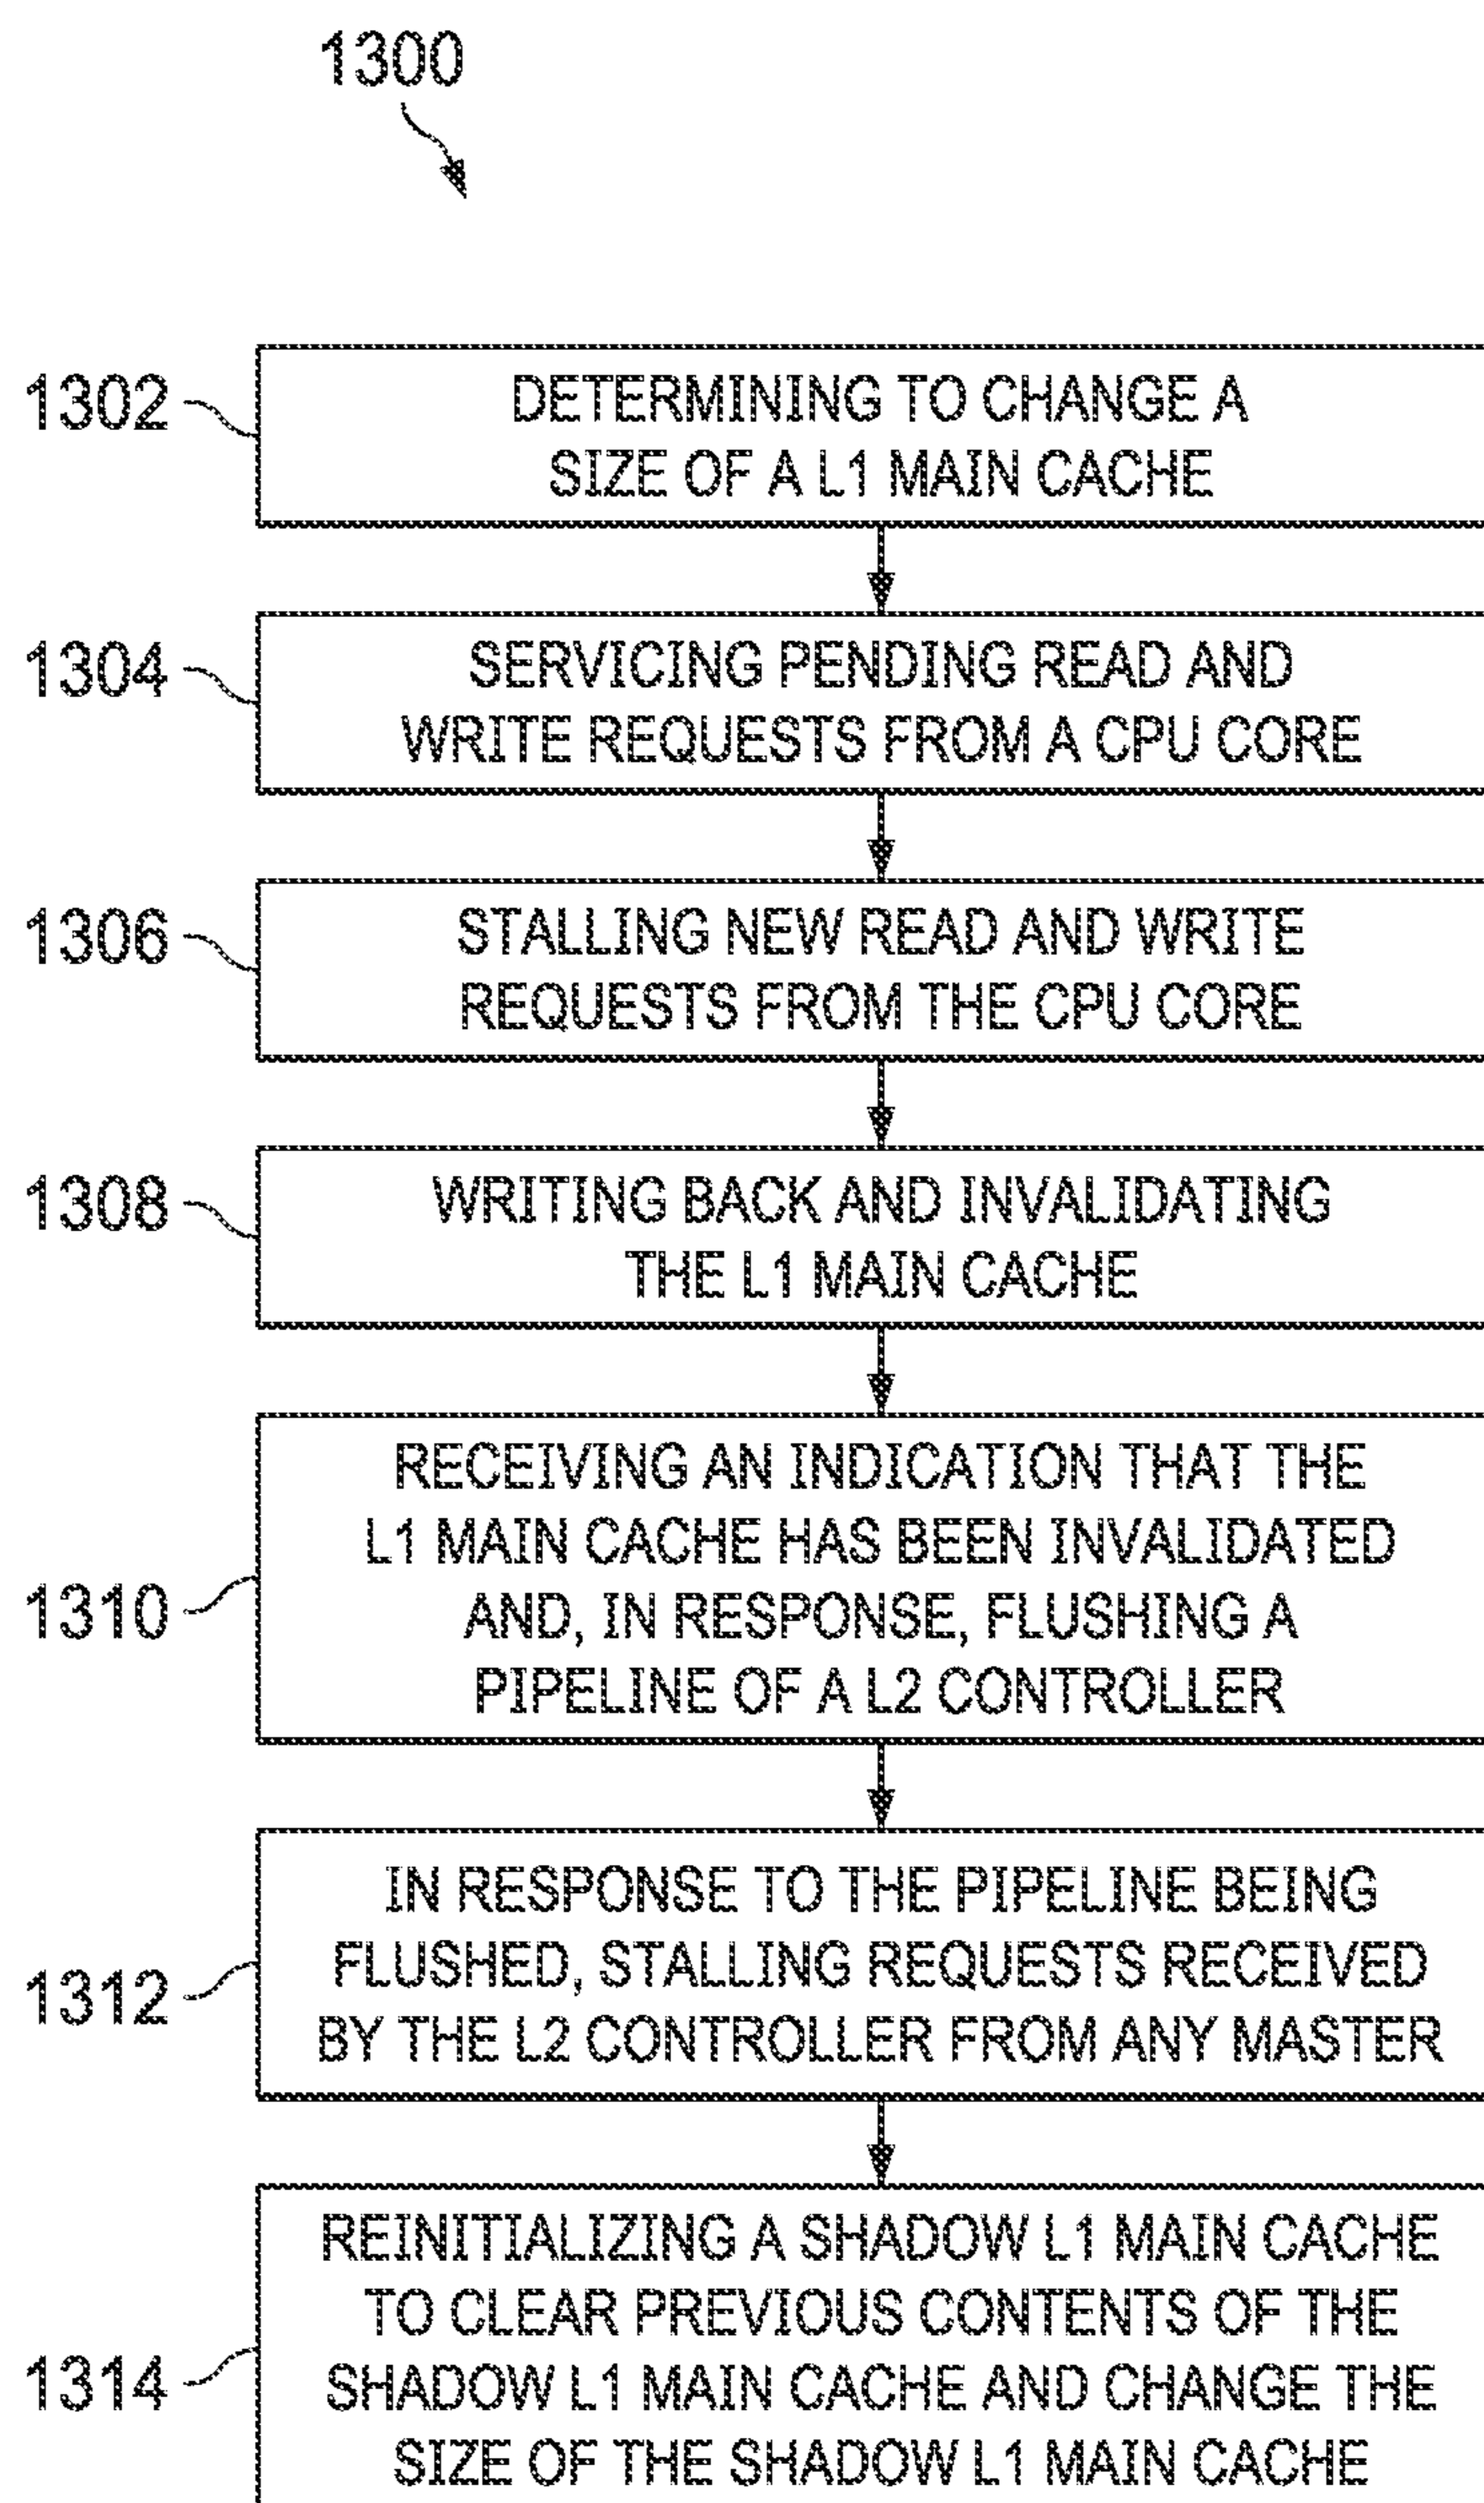 1300
1302
DETERMINING TO CHANGE A
SIZE OF A L1 MAIN CACHE
1304
SERVICING PENDING READ AND
WRITE REQUESTS FROM A CPU CORE
1306
STALLING NEW READ AND WRITE
REQUESTS FROM THE CPU CORE
1308
WRITING BACK AND INVALIDATING
THE L1 MAIN CACHE
1310
RECEIVING AN INDICATION THAT THE
L1 MAIN CACHE HAS BEEN INVALIDATED
AND, IN RESPONSE, FLUSHING A
PIPELINE OF A L2 CONTROLLER
1312
IN RESPONSE TO THE PIPELINE BEING
FLUSHED, STALLING REQUESTS RECEIVED
BY THE L2 CONTROLLER FROM ANY MASTER
1314
REINITIALIZING A SHADOW L1 MAIN CACHE
TO CLEAR PREVIOUS CONTENTS OF THE
SHADOW L1 MAIN CACHE AND CHANGE THE
SIZE OF THE SHADOW L1 MAIN CACHE